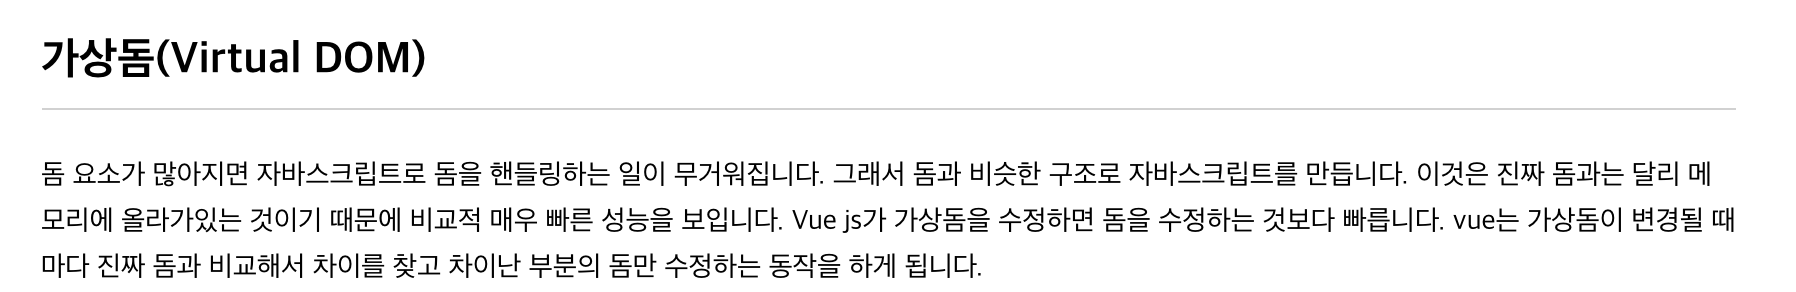 가상돔(Virtual DOM)
돔 요소가 많아지면 자바스크립트로 돔을 핸들링하는 일이 무거워집니다. 그래서 돔과 비슷한 구조로 자바스크립트를 만듭니다. 이것은 진짜 돔과는 달리 메
모리에 올라가있는 것이기 때문에 비교적 매우 빠른 성능을 보입니다. Vue js가 가상돔을 수정하면 돔을 수정하는 것보다 빠릅니다. vue는 가상돔이 변경될 때
마다 진짜 돔과 비교해서 차이를 찾고 차이난 부분의 돔만 수정하는 동작을 하게 됩니다.